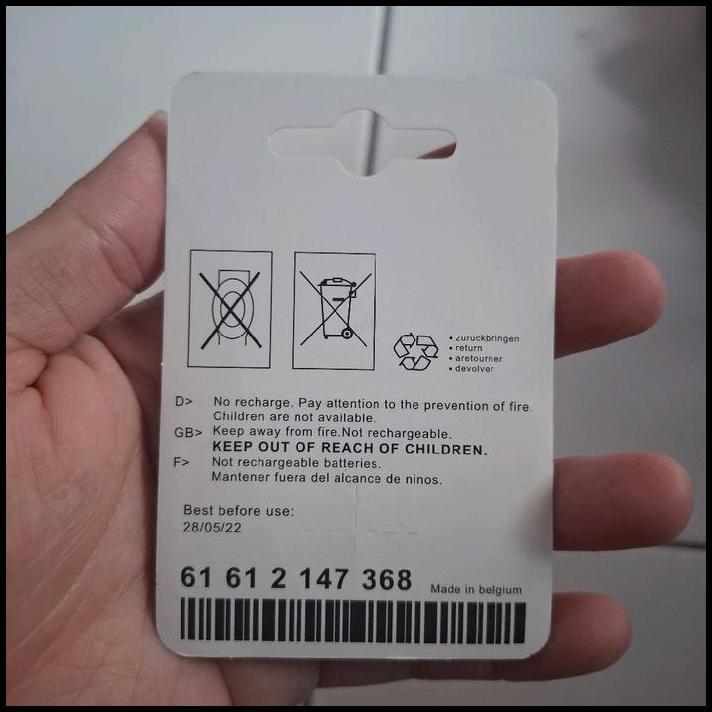 • zuruckbringen
• return
• aretourner
• devolver
D> No recharge. Pay attention to the prevention of fire.
Children are not available.
GB> Keep away from fire.Not rechargeable.
KEEP OUT OF REACH OF CHILDREN.
F> Not rechargeable batteries.
Mantener fuera del alcance de ninos.
Best before use:
28/05/22
61 61 2 147 368
Made in belgium